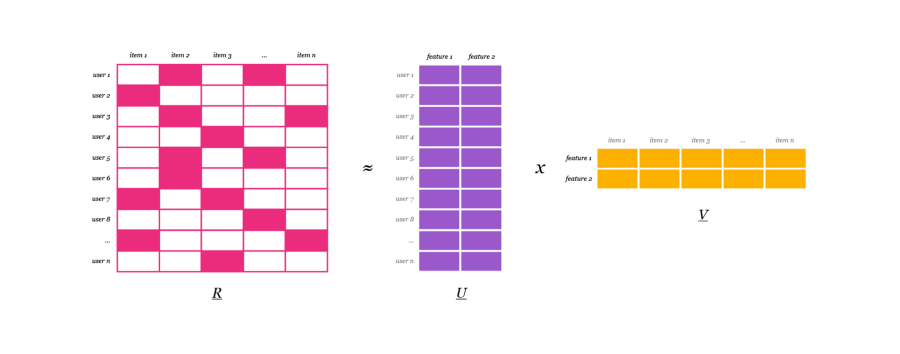 item 1 item 2 item 3 ... item n
user 1
user 2
user 3
user 4
user 5
user 6
user 7
user 8
...
user n
R
≈
feature 1 feature 2
user 1
user 2
user 3
user 4
user 5
user 6
user 7
user 8
...
user n
U
x
item 1 item 2 item 3 ... item n
feature 1
feature 2
V